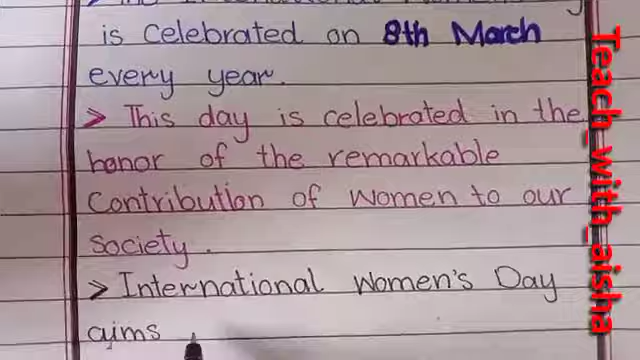 is celebrated on 8th March
every year.
> This day is celebrated in the
honor of the remarkable
contribution of women to our
society.
> International Women's Day
aims
Teach_with_aisha